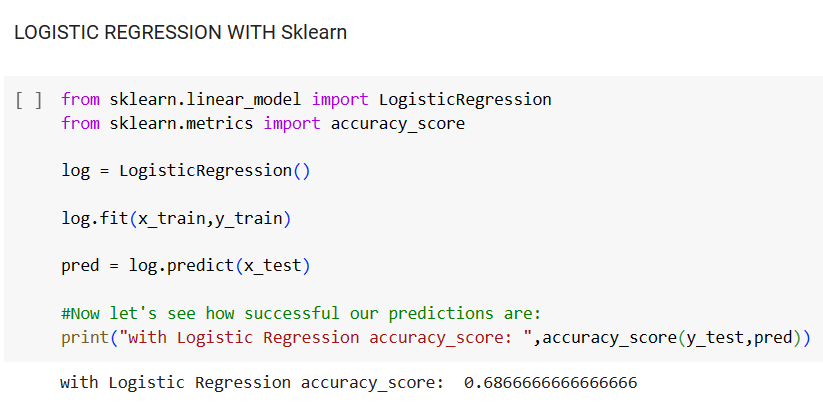 LOGISTIC REGRESSION WITH Sklearn
[ ] from sklearn.linear_model import LogisticRegression
from sklearn.metrics import accuracy_score
log = LogisticRegression()
log.fit(x_train,y_train)
pred = log.predict(x_test)
#Now let's see how successful our predictions are:
print("with Logistic Regression accuracy_score: ",accuracy_score(y_test,pred))
with Logistic Regression accuracy_score:  0.6866666666666666